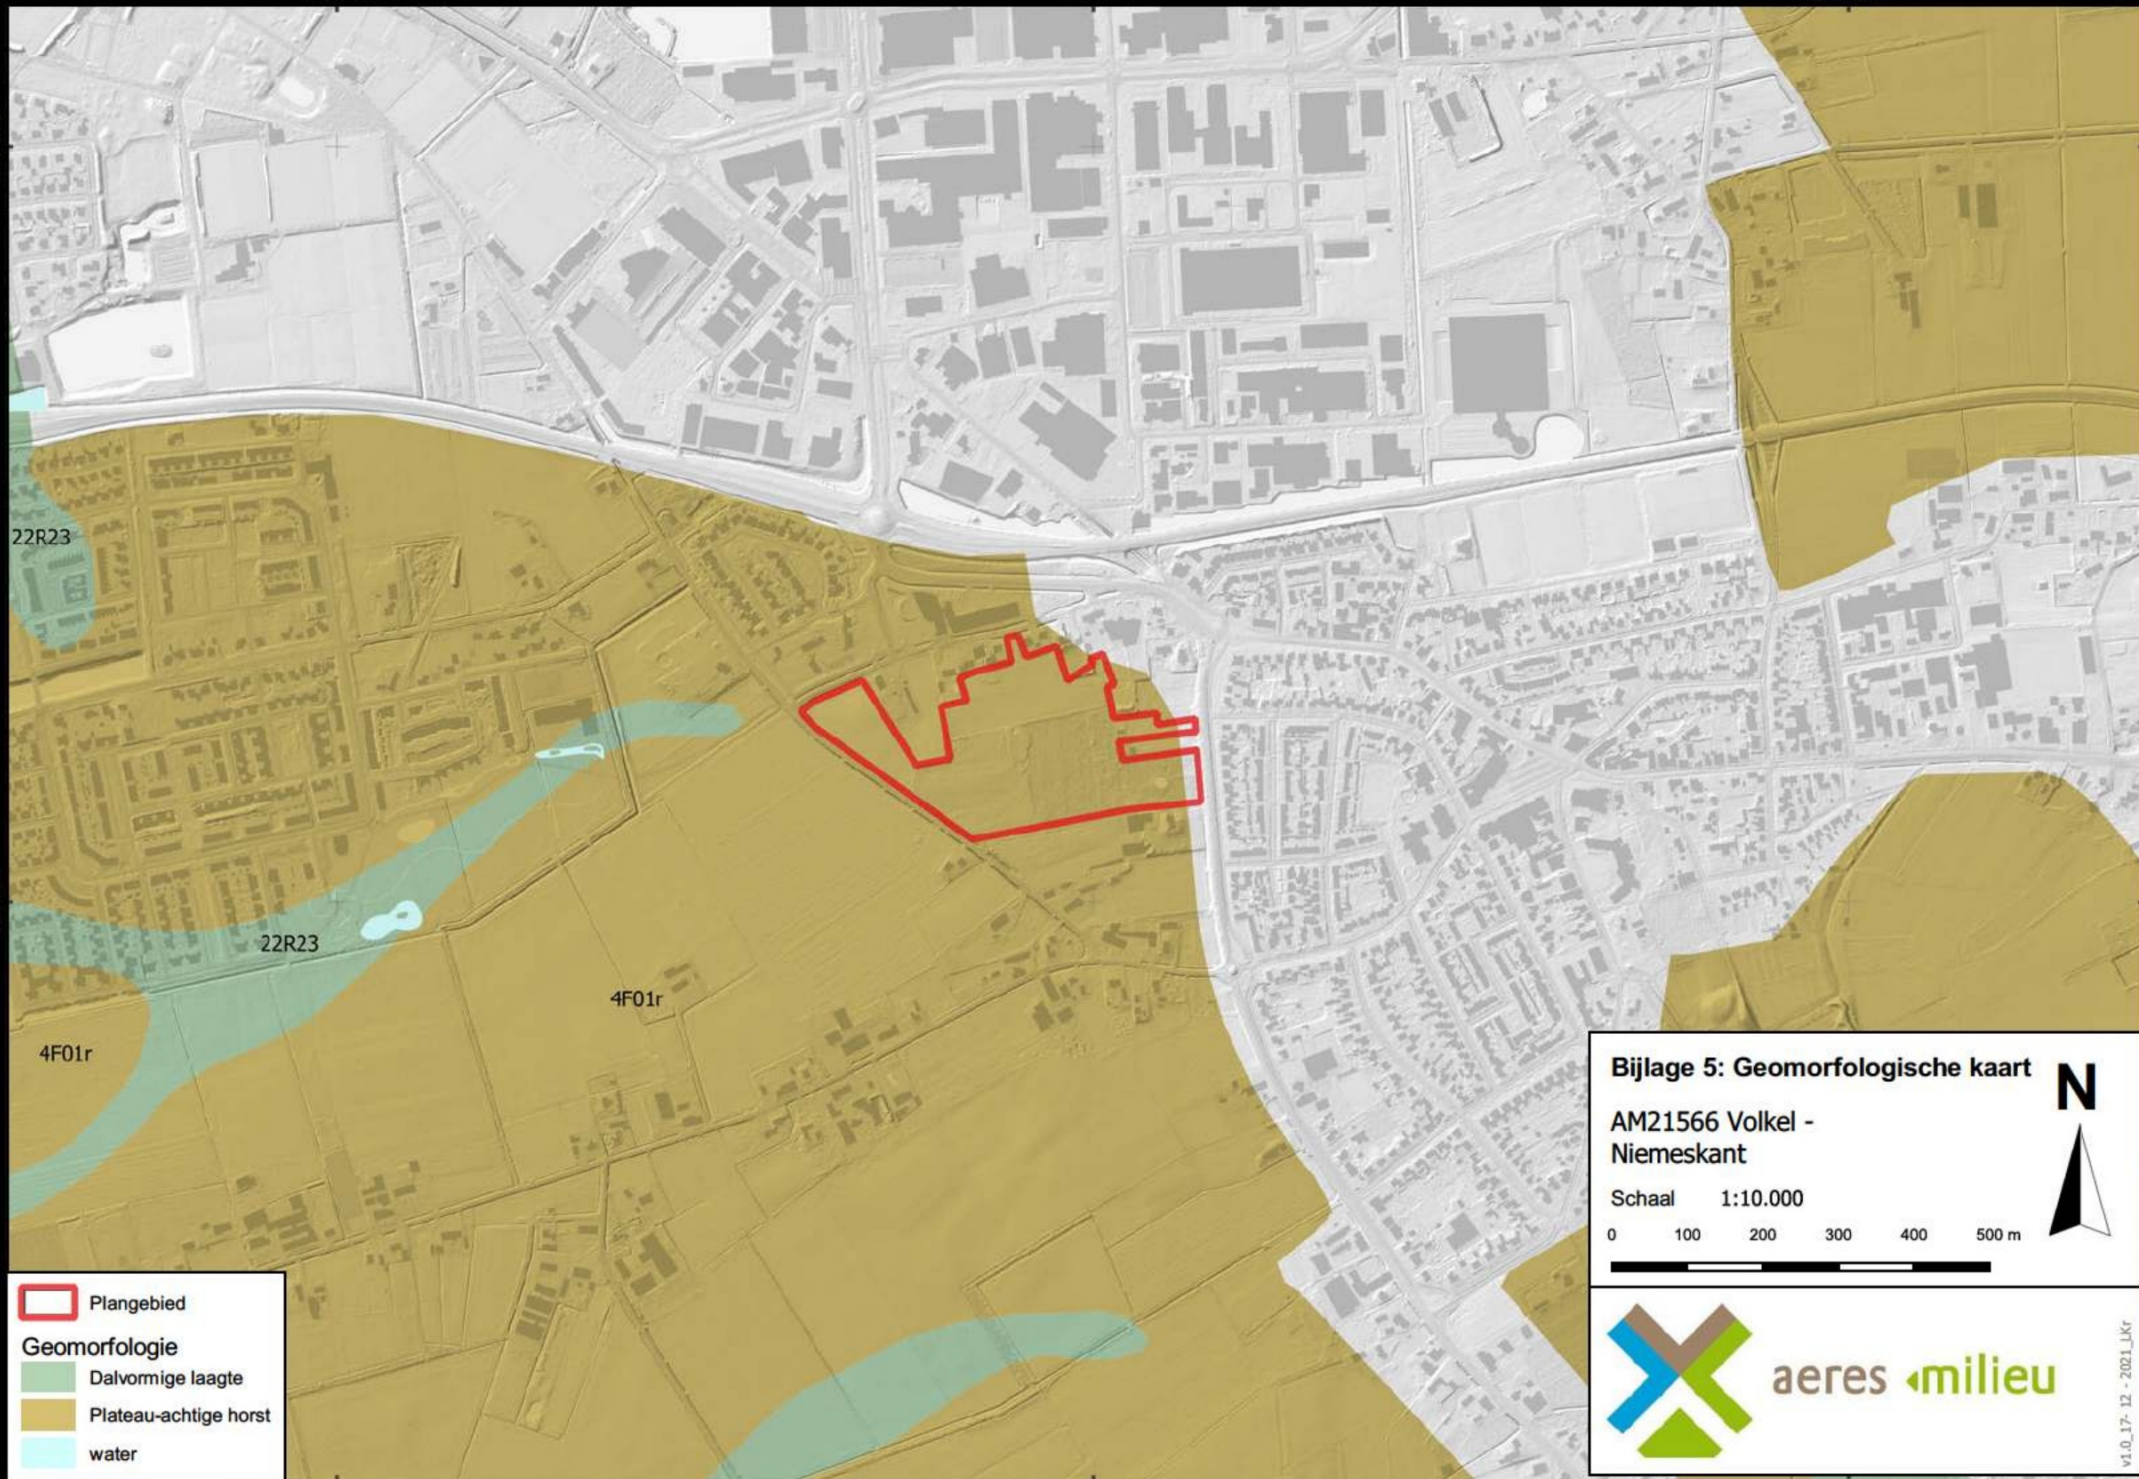 22R23
22R23
4F01r
4F01r
Plangebied
Geomorfologie
Dalvormige laagte
Plateau-achtige horst
water
Bijlage 5: Geomorfologische kaart
N
AM21566 Volkel -
Niemeskant
Schaal 1:10.000
0 100 200 300 400 500 m
aeres milieu
v1.0_17- 12 - 2021_LKr